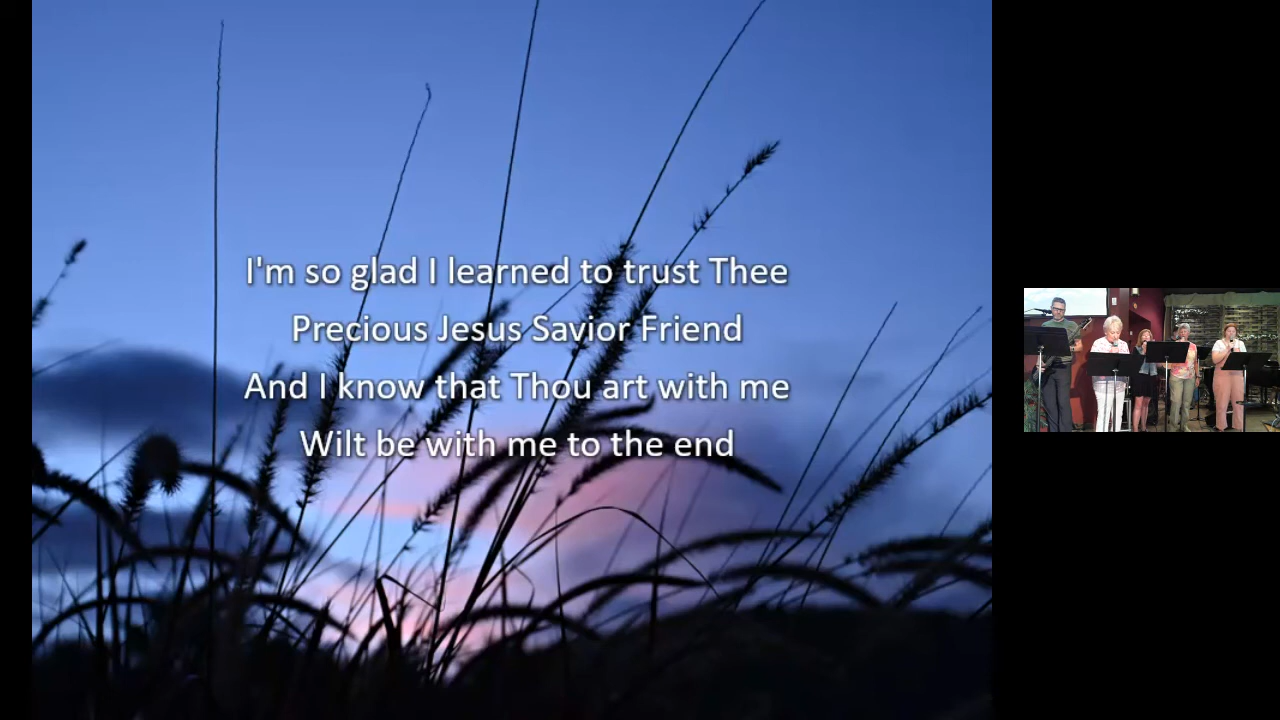 I'm so glad I learned to trust Thee
Precious Jesus Savior Friend
And I know that Thou art with me
Wilt be with me to the end